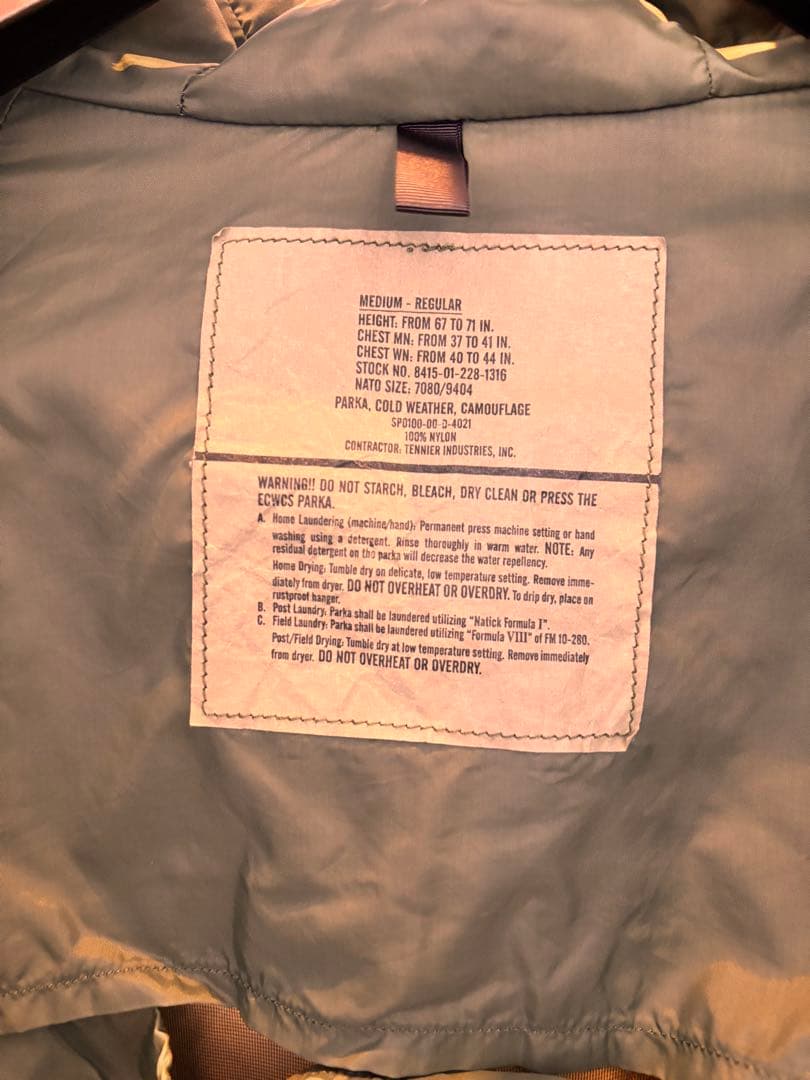 MEDIUM - REGULAR
HEIGHT: FROM 67 TO 71 IN.
CHEST MN: FROM 37 TO 41 IN.
CHEST WN: FROM 40 TO 44 IN.
STOCK NO. 8415-01-228-1316
NATO SIZE: 7080/9404
PARKA, COLD WEATHER, CAMOUFLAGE
SPO100-00-D-4021
100% NYLON
CONTRACTOR: TENNIER INDUSTRIES, INC.
WARNING!! DO NOT STARCH, BLEACH, DRY CLEAN OR PRESS THE
ECWCS PARKA.
A. Home Laundering (machine/hand): Permanent press machine setting or hand
washing using a detergent. Rinse thoroughly in warm water. NOTE: Any
residual detergent on the parka will decrease the water repellency.
Home Drying: Tumble dry on delicate, low temperature setting. Remove imme-
diately from dryer. DO NOT OVERHEAT OR OVERDRY. To drip dry, place on
rustproof hanger.
B. Post Laundry: Parka shall be laundered utilizing "Natick Formula I".
C. Field Laundry: Parka shall be laundered utilizing "Formula VIII" of FM 10-280.
Post/Field Drying: Tumble dry at low temperature setting. Remove immediately
from dryer. DO NOT OVERHEAT OR OVERDRY.